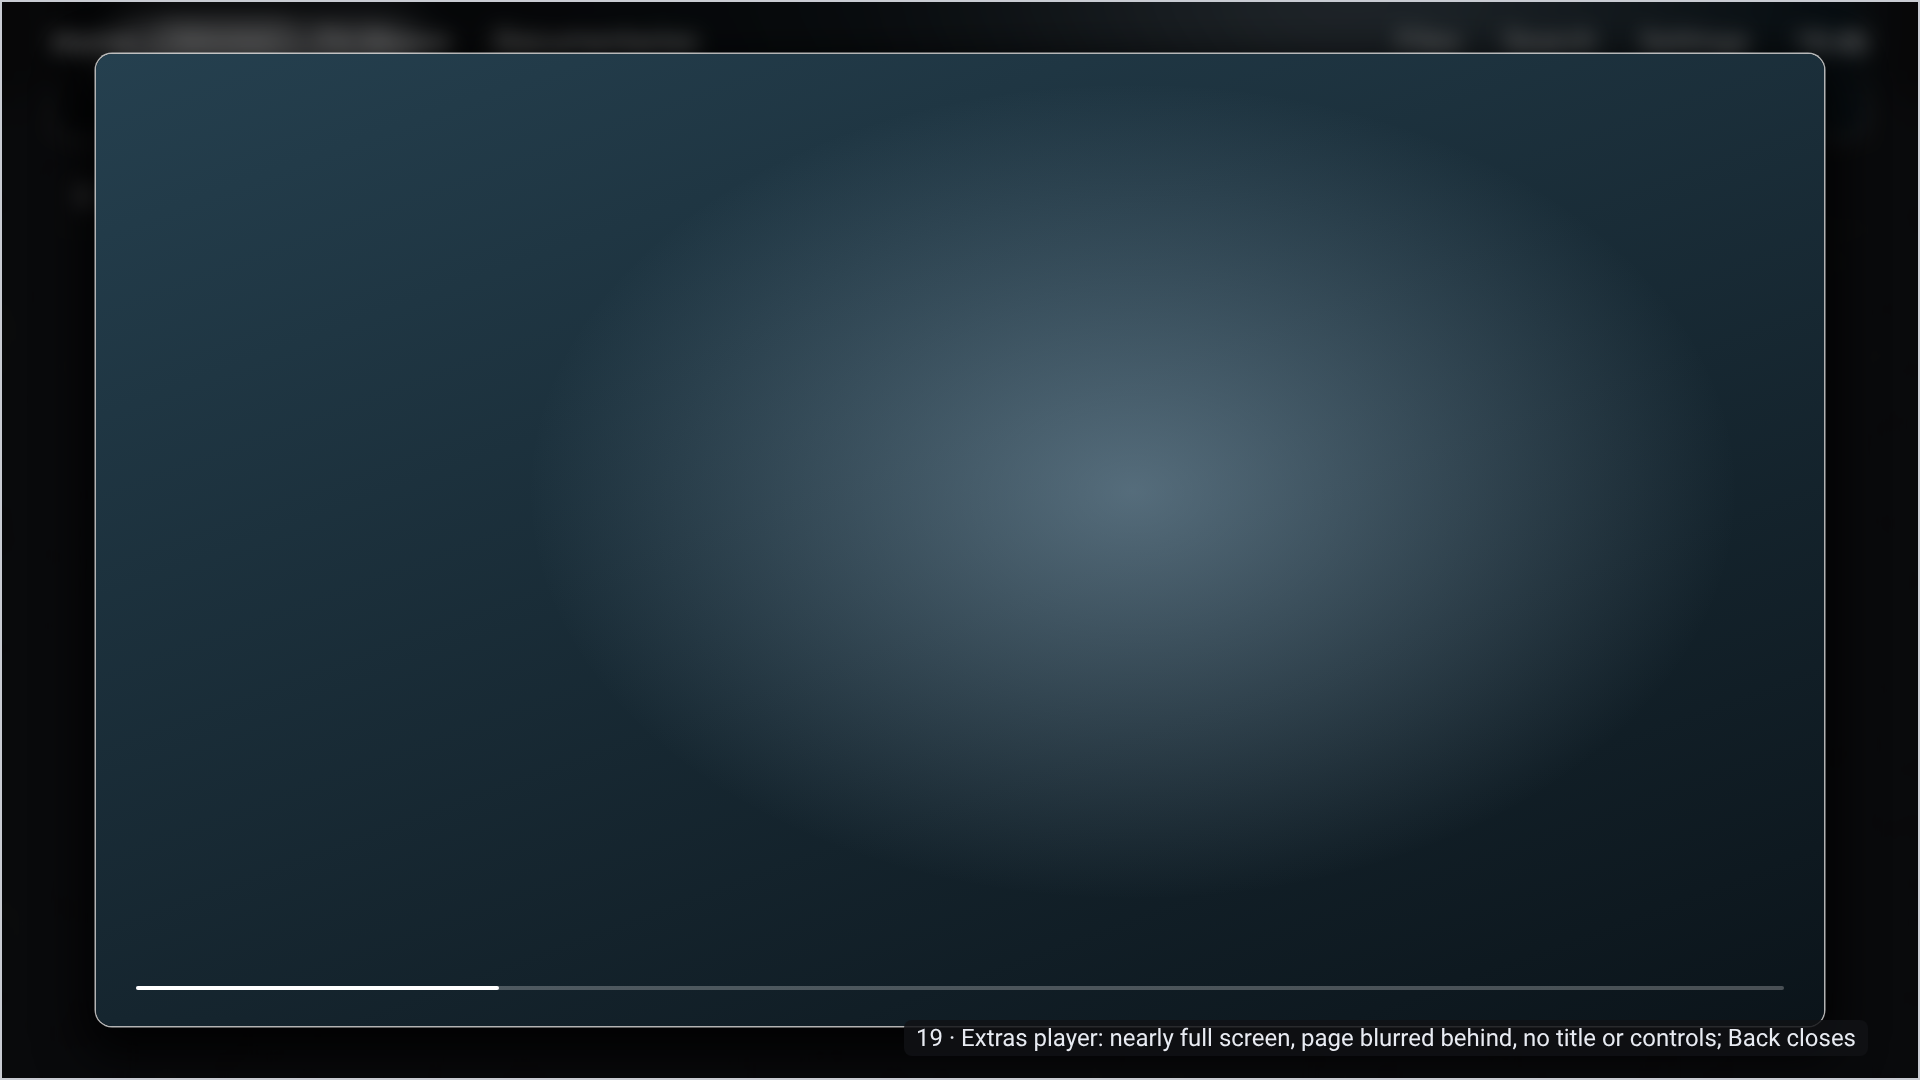 19 · Extras player: nearly full screen, page blurred behind, no title or controls; Back closes